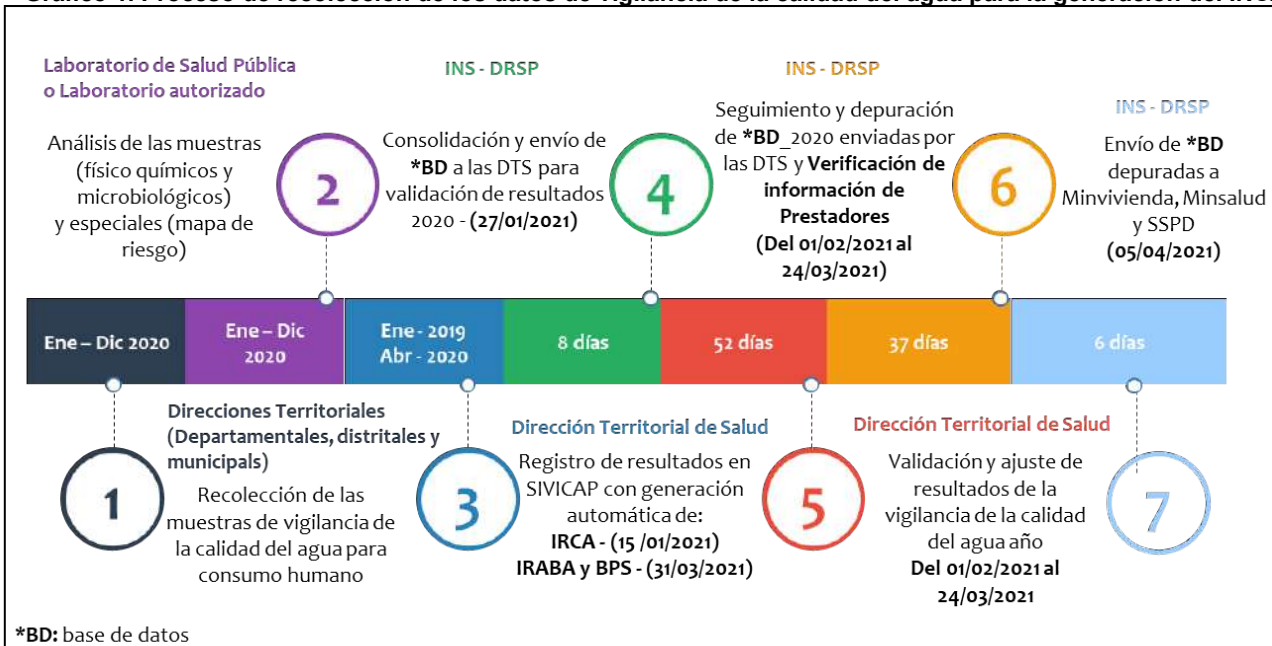 Laboratorio de Salud Pública
o Laboratorio autorizado
Análisis de las muestras
(físico químicos y
microbiológicos)
y especiales (mapa de
riesgo)
2
INS - DRSP
Consolidación y envío de
*BD a las DTS para
validación de resultados
2020 - (27/01/2021)
4
INS - DRSP
Seguimiento y depuración
de *BD_2020 enviadas por
las DTS y Verificación de
información de
Prestadores
(Del 01/02/2021 al
24/03/2021)
6
INS - DRSP
Envío de *BD
depuradas a
Minvivienda, Minsalud
y SSPD
(05/04/2021)
Ene – Dic 2020
Ene – Dic
2020
Ene - 2019
Abr - 2020
8 días
52 días
37 días
6 días
1
Direcciones Territoriales
(Departamentales, distritales y
municipals)
Recolección de las
muestras de vigilancia de
la calidad del agua para
consumo humano
3
Dirección Territorial de Salud
Registro de resultados en
SIVICAP con generación
automática de:
IRCA - (15 /01/2021)
IRABA y BPS - (31/03/2021)
5
Dirección Territorial de Salud
Validación y ajuste de
resultados de la
vigilancia de la calidad
del agua año
Del 01/02/2021 al
24/03/2021
7
*BD: base de datos